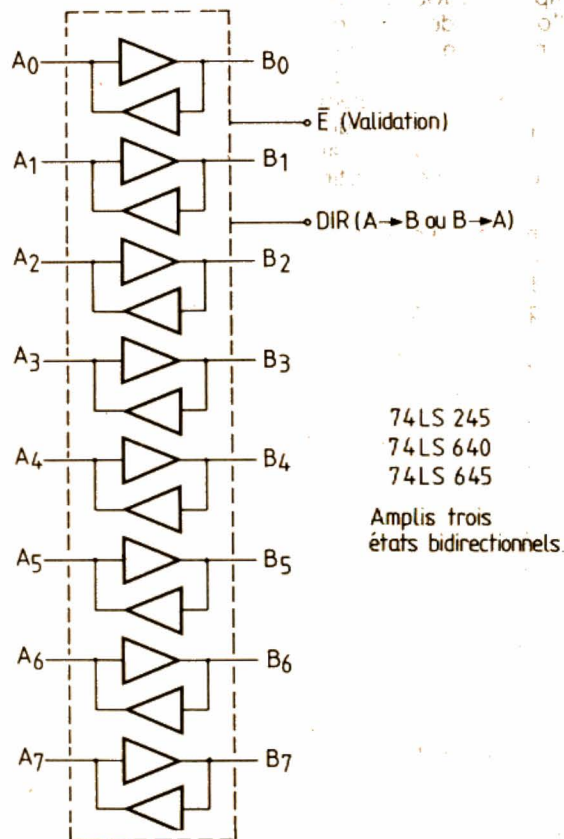 A0 B0
E̅ (Validation)
A1 B1
DIR (A→B ou B→A)
A2 B2
A3 B3
74LS 245
A4 B4
74LS 640
74LS 645
Amplis trois
A5 B5
états bidirectionnels.
A6 B6
A7 B7